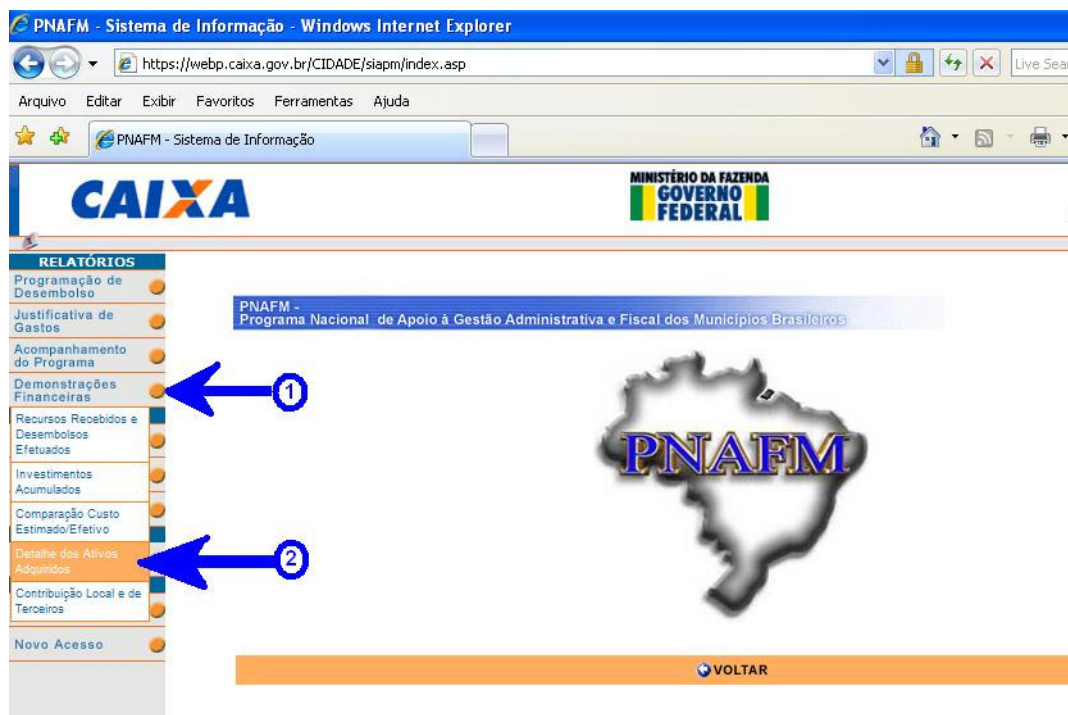 PNAFM - Sistema de Informação - Windows Internet Explorer
https://webp.caixa.gov.br/CIDADE/siapm/index.asp
Live Sea
Arquivo Editar Exibir Favoritos Ferramentas Ajuda
PNAFM - Sistema de Informação
CAIXA
MINISTÉRIO DA FAZENDA
GOVERNO
FEDERAL
RELATÓRIOS
Programação de
Desembolso
Justificativa de
Gastos
Acompanhamento
do Programa
Demonstrações
Financeiras
1
Recursos Recebidos e
Desembolsos
Efetuados
Investimentos
Acumulados
Comparação Custo
Estimado/Efetivo
Detalhe dos Ativos
Adquiridos
2
Contribuição Local e de
Terceiros
Novo Acesso
PNAFM -
Programa Nacional de Apoio à Gestão Administrativa e Fiscal dos Municípios Brasileiros
PNAFM
VOLTAR